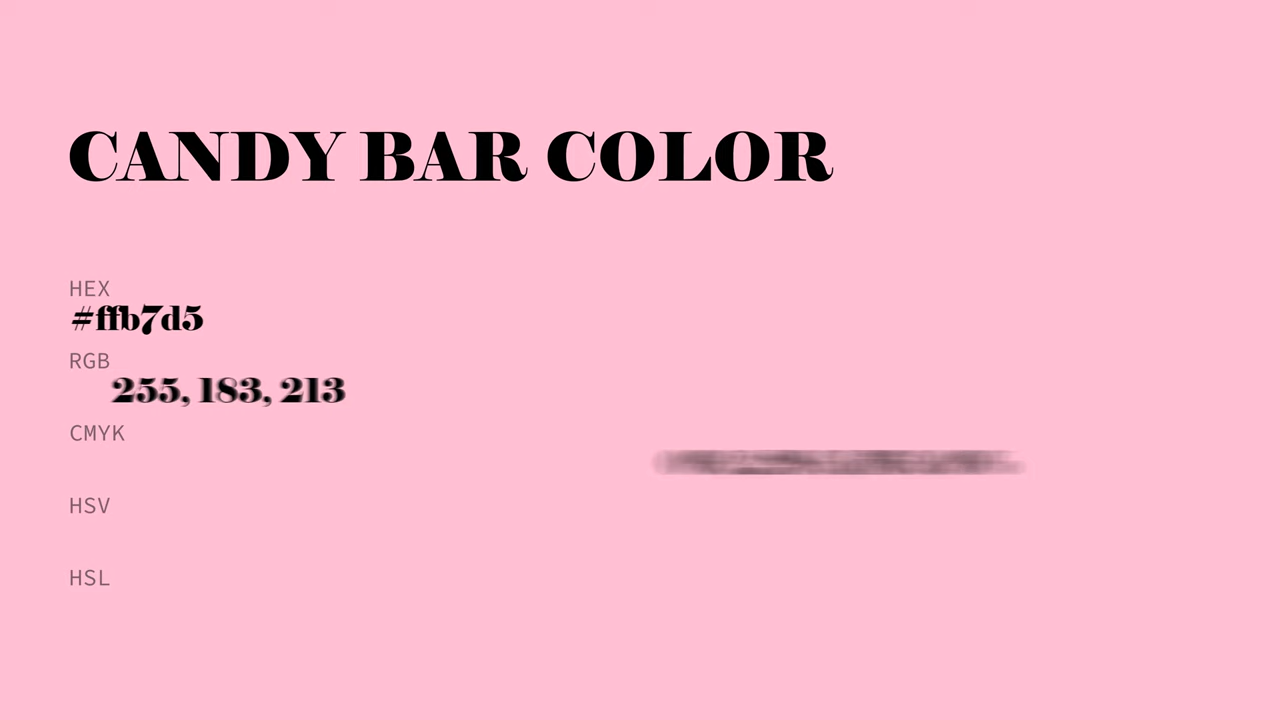 CANDY BAR COLOR
HEX
#ffb7d5
RGB
255, 183, 213
CMYK
HSV
HSL